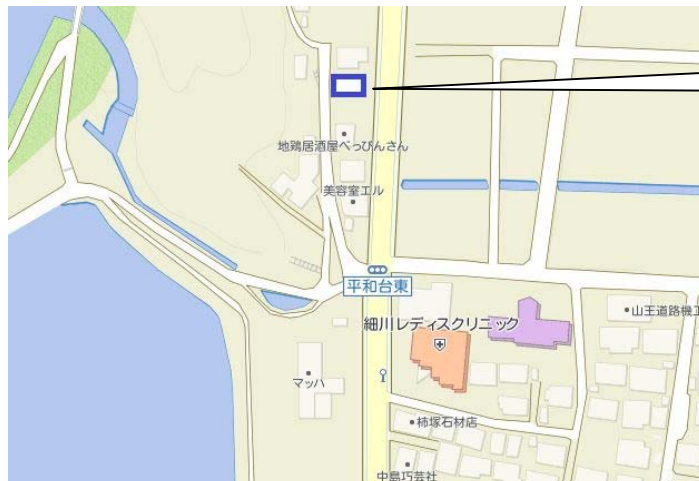 地鶏居酒屋べっぴんさん
美容室エル
平和台東
細川レディスクリニック
山王道路機工
マッハ
柿塚石材店
中島巧芸社